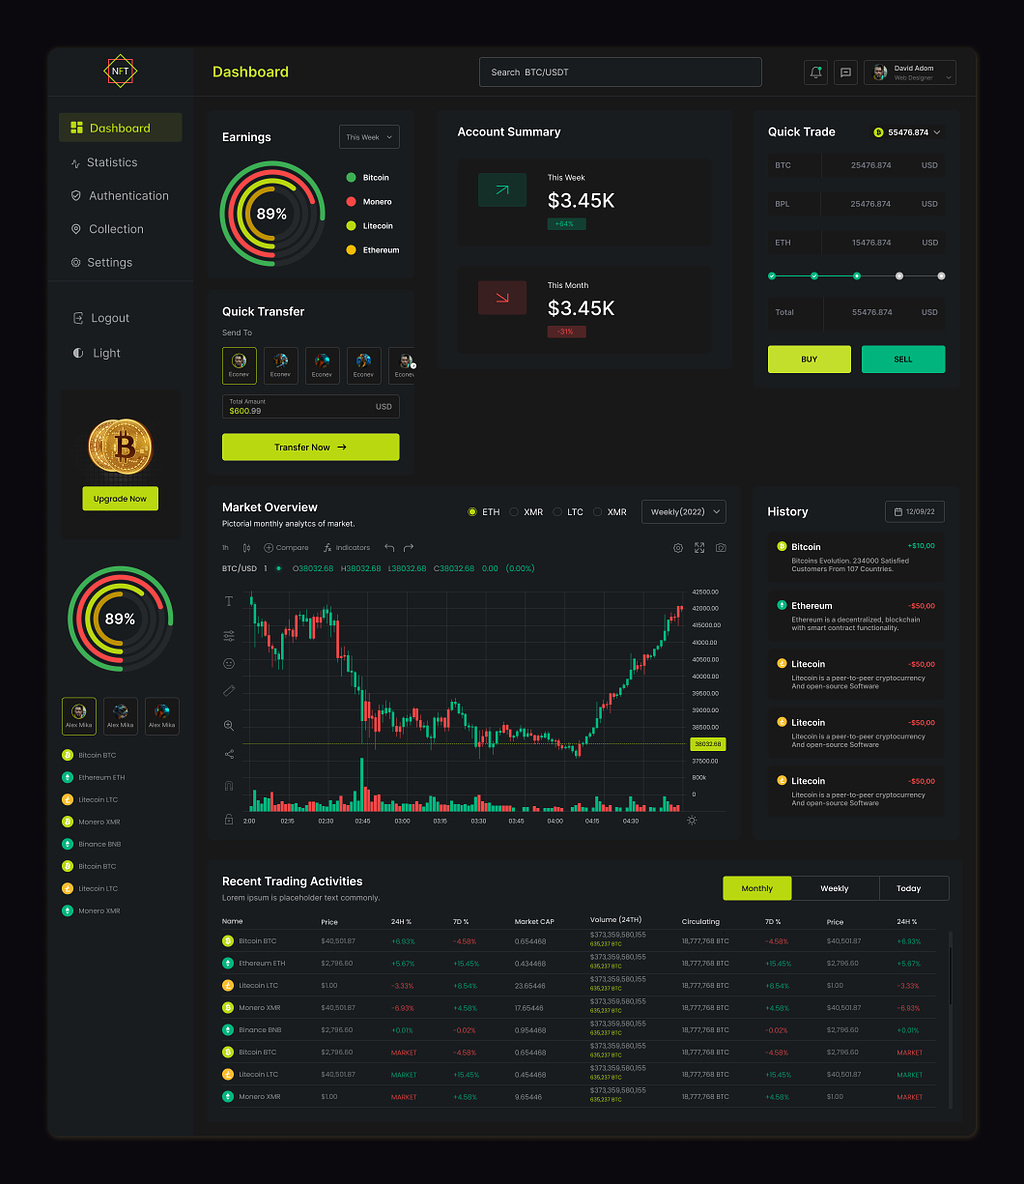 NFT
Dashboard
Search BTC/USDT
David Adom
Web Designer
Dashboard
Statistics
Authentication
Collection
Settings
Logout
Light
Upgrade Now
89%
Alex Mika Alex Mika Alex Mika
Bitcoin BTC
Ethereum ETH
Litecoin LTC
Monero XMR
Binance BNB
Bitcoin BTC
Litecoin LTC
Monero XMR
Earnings
This Week
89%
Bitcoin
Monero
Litecoin
Ethereum
Quick Transfer
Send To
Econev Econev Econev Econev Econev
Total Amount
$600.99 USD
Transfer Now
Account Summary
This Week
$3.45K
+64%
This Month
$3.45K
-31%
Quick Trade 55476.874
BTC 25476.874 USD
BPL 25476.874 USD
ETH 15476.874 USD
Total 55476.874 USD
BUY SELL
Market Overview
Pictorial monthly analytcs of market.
ETH XMR LTC XMR Weekly(2022)
1h Compare Indicators
BTC/USD 1 O38032.68 H38032.68 L38032.68 C38032.68 0.00 (0.00%)
42500.00
42000.00
415000.00
41000.00
40500.00
40000.00
39500.00
39000.00
38500.00
38032.68
37500.00
800k
0
2:00 02:15 02:30 02:45 03:00 03:15 03:30 03:45 04:00 04:15 04:30
History
12/09/22
Bitcoin +$10,00
Bitcoins Evolution. 234000 Satisfied
Customers From 107 Countries.
Ethereum -$50,00
Ethereum is a decentralized, blockchain
with smart contract functionality.
Litecoin -$50,00
Litecoin is a peer-to-peer cryptocurrency
And open-source Software
Litecoin -$50,00
Litecoin is a peer-to-peer cryptocurrency
And open-source Software
Litecoin -$50,00
Litecoin is a peer-to-peer cryptocurrency
And open-source Software
Recent Trading Activities
Lorem ipsum is placeholder text commonly.
Monthly Weekly Today
Name Price 24H % 7D % Market CAP Volume (24TH) Circulating 7D % Price 24H %
Bitcoin BTC $40,501.87 +6.93% -4.58% 0.654468 $373,359,580,155 18,777,768 BTC -4.58% $40,501.87 +6.93%
635,237 BTC
Ethereum ETH $2,796.60 +5.67% +15.45% 0.434468 $373,359,580,155 18,777,768 BTC +15.45% $2,796.60 +5.67%
635,237 BTC
Litecoin LTC $1.00 -3.33% +6.54% 23.65446 $373,359,580,155 18,777,768 BTC +6.54% $1.00 -3.33%
635,237 BTC
Monero XMR $40,501.87 -6.93% +4.58% 17.65446 $373,359,580,155 18,777,768 BTC +4.58% $40,501.87 -6.93%
635,237 BTC
Binance BNB $2,796.60 +0.01% -0.02% 0.954468 $373,359,580,155 18,777,768 BTC -0.02% $2,796.60 +0.01%
635,237 BTC
Bitcoin BTC $2,796.60 MARKET -4.58% 0.654468 $373,359,580,155 18,777,768 BTC -4.58% $2,796.60 MARKET
635,237 BTC
Litecoin LTC $40,501.87 MARKET +15.45% 0.454468 $373,359,580,155 18,777,768 BTC +15.45% $40,501.87 MARKET
635,237 BTC
Monero XMR $1.00 MARKET +4.58% 9.65446 $373,359,580,155 18,777,768 BTC +4.58% $1.00 MARKET
635,237 BTC